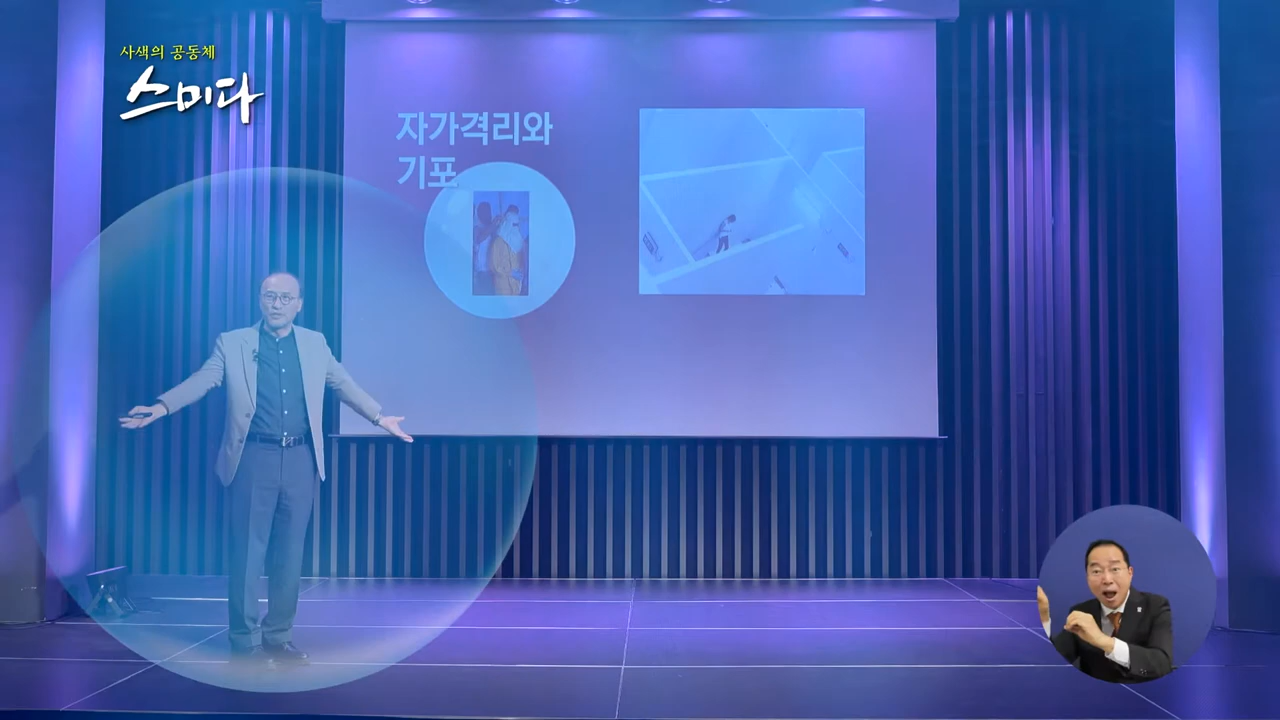 사색의 공동체
스미다
자가격리와
기포